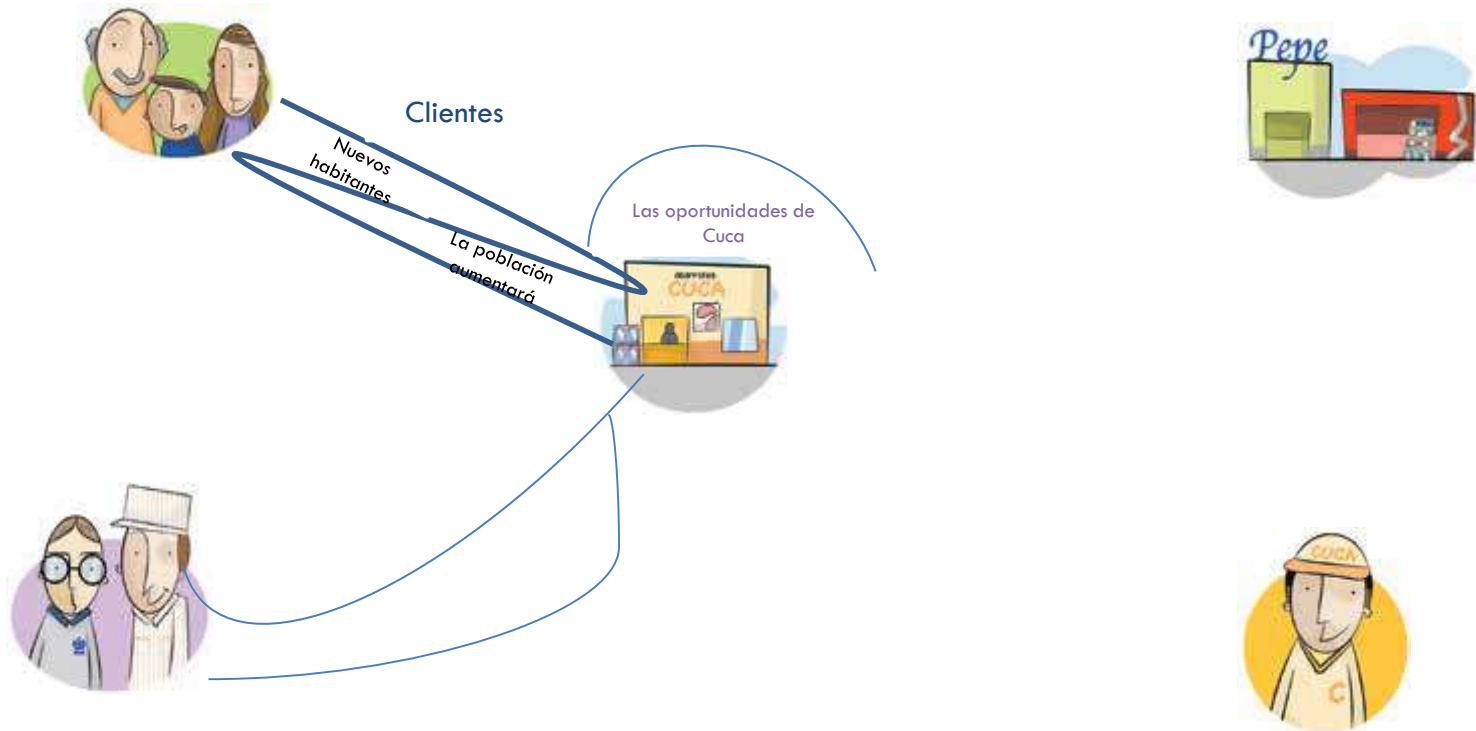 Pepe
Clientes
Nuevos
habitantes
La población
aumentará
Las oportunidades de
Cuca
CUCA
CUCA
C